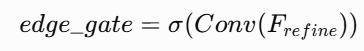 edge_gate = σ(Conv(F_refine))